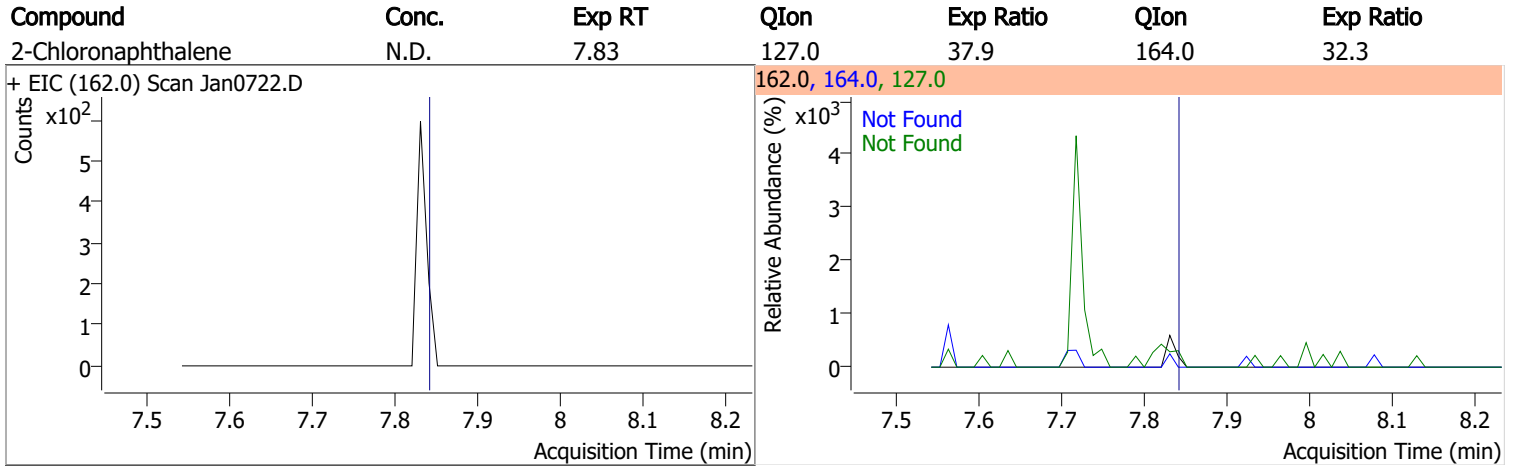 Compound Conc. Exp RT QIon Exp Ratio QIon Exp Ratio
2-Chloronaphthalene N.D. 7.83 127.0 37.9 164.0 32.3
+ EIC (162.0) Scan Jan0722.D
Counts
x10²
5
4
3
2
1
0
7.5 7.6 7.7 7.8 7.9 8 8.1 8.2
Acquisition Time (min)
162.0, 164.0, 127.0
Relative Abundance (%)
x10³
Not Found
Not Found
4
3
2
1
0
7.5 7.6 7.7 7.8 7.9 8 8.1 8.2
Acquisition Time (min)